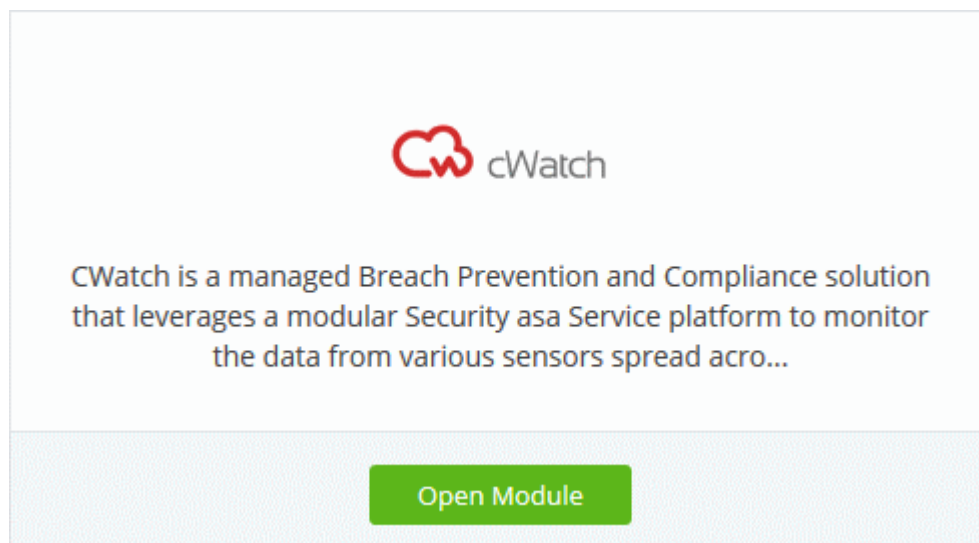 cWatch
CWatch is a managed Breach Prevention and Compliance solution
that leverages a modular Security asa Service platform to monitor
the data from various sensors spread acro...
Open Module